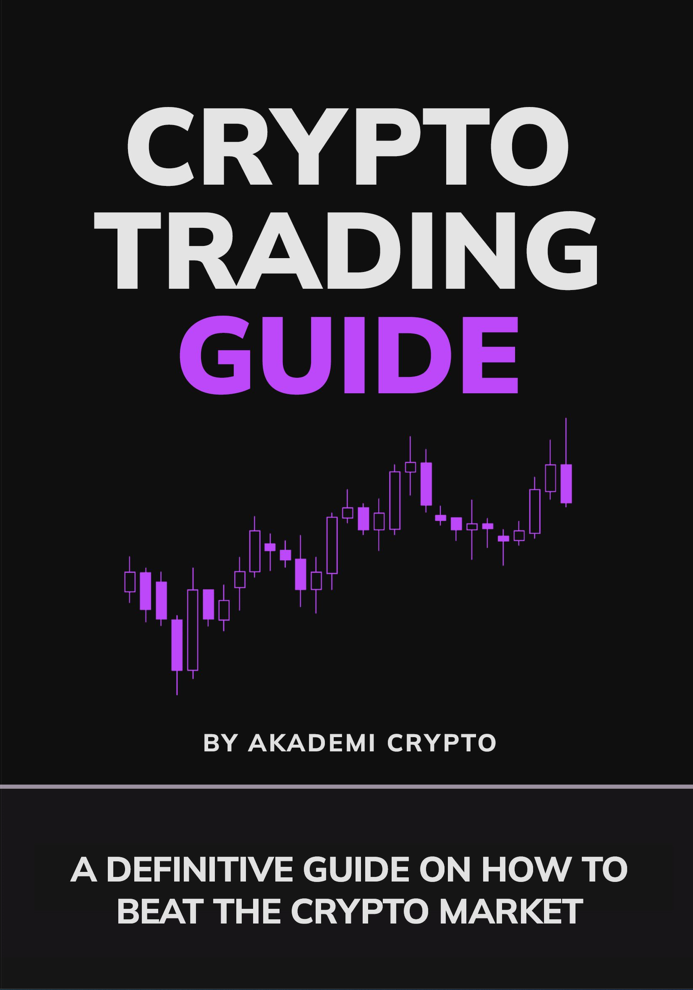 CRYPTO
TRADING
GUIDE
BY AKADEMI CRYPTO
A DEFINITIVE GUIDE ON HOW TO
BEAT THE CRYPTO MARKET